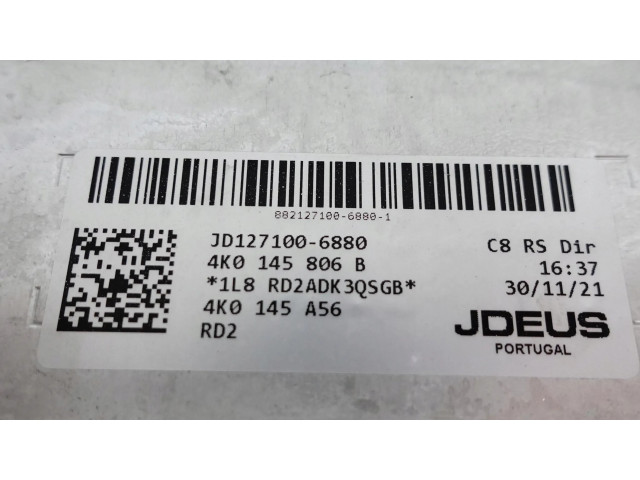 882127100-6880-1
JD127100-6880
C8 RS Dir
4K0 145 806 B
16:37
*1L8 RD2ADK3QSGB*
30/11/21
4K0 145 A56
RD2
JDEUS
PORTUGAL